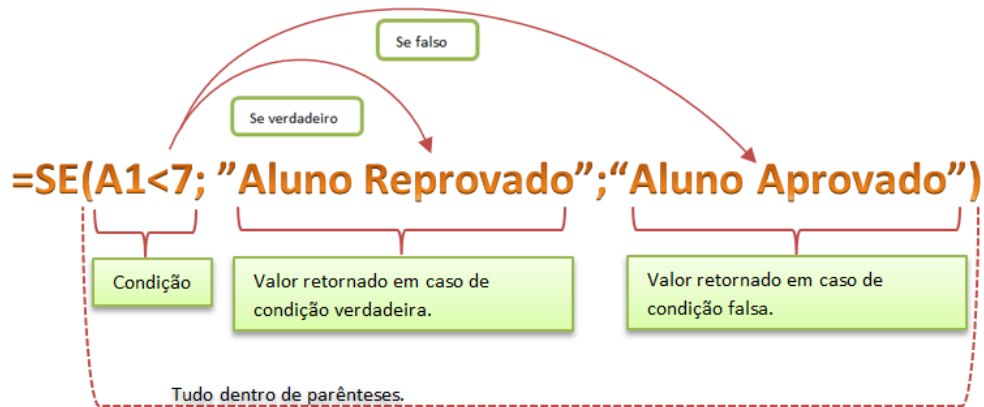 Se falso
Se verdadeiro
=SE(A1<7; ”Aluno Reprovado”;“Aluno Aprovado”)
Condição
Valor retornado em caso de
condição verdadeira.
Valor retornado em caso de
condição falsa.
Tudo dentro de parênteses.